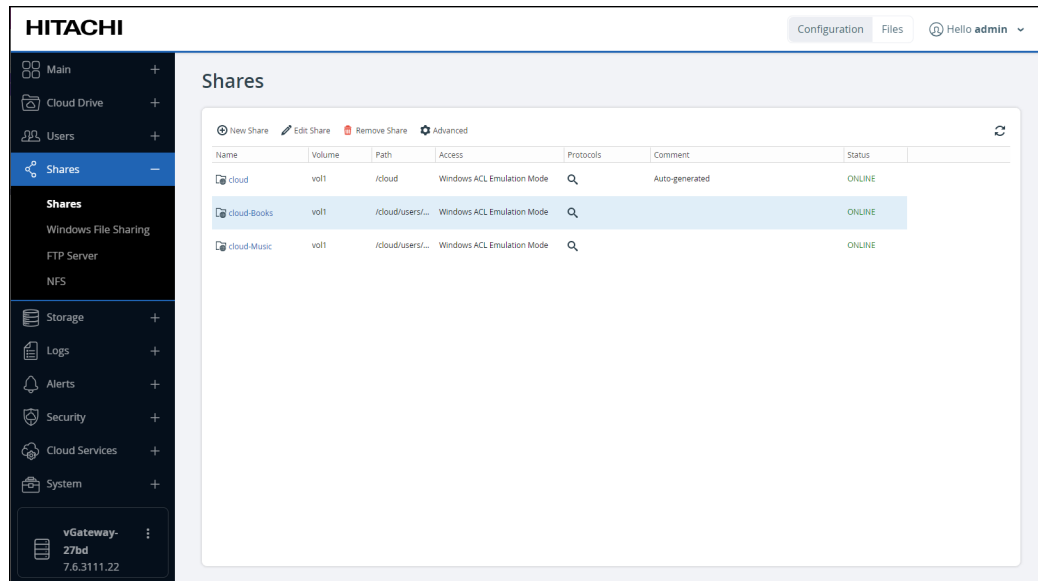 HITACHI
Configuration Files Hello admin
Main
Cloud Drive
Users
Shares
Shares
Windows File Sharing
FTP Server
NFS
Storage
Logs
Alerts
Security
Cloud Services
System
vGateway-
27bd
7.6.3111.22
Shares
New Share Edit Share Remove Share Advanced
Name Volume Path Access Protocols Comment Status
cloud vol1 /cloud Windows ACL Emulation Mode Auto-generated ONLINE
cloud-Books vol1 /cloud/users/... Windows ACL Emulation Mode ONLINE
cloud-Music vol1 /cloud/users/... Windows ACL Emulation Mode ONLINE